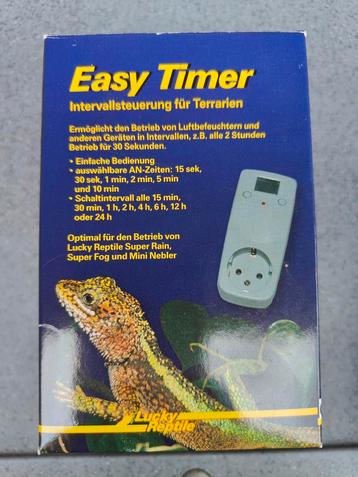 Easy Timer
Intervallsteuerung für Terrarien
Ermöglicht den Betrieb von Luftbefeuchtern und
anderen Geräten in Intervallen, z.B. alle 2 Stunden
Betrieb für 30 Sekunden.
• Einfache Bedienung
• auswählbare AN-Zeiten: 15 sek,
30 sek, 1 min, 2 min, 5 min
und 10 min
• Schaltintervall alle 15 min,
30 min, 1 h, 2 h, 4 h, 6 h, 12 h
oder 24 h
Optimal für den Betrieb von
Lucky Reptile Super Rain,
Super Fog und Mini Nebler
Lucky
Reptile